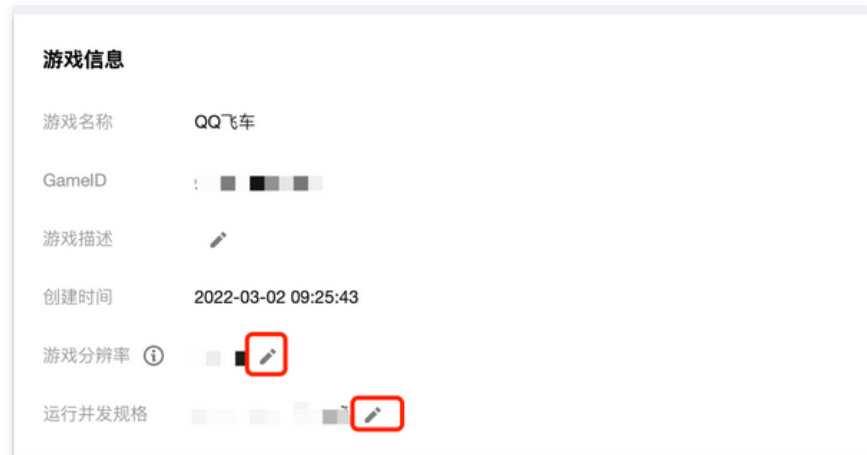 游戏信息
游戏名称 QQ飞车
GameID
游戏描述
创建时间 2022-03-02 09:25:43
游戏分辨率
运行并发规格